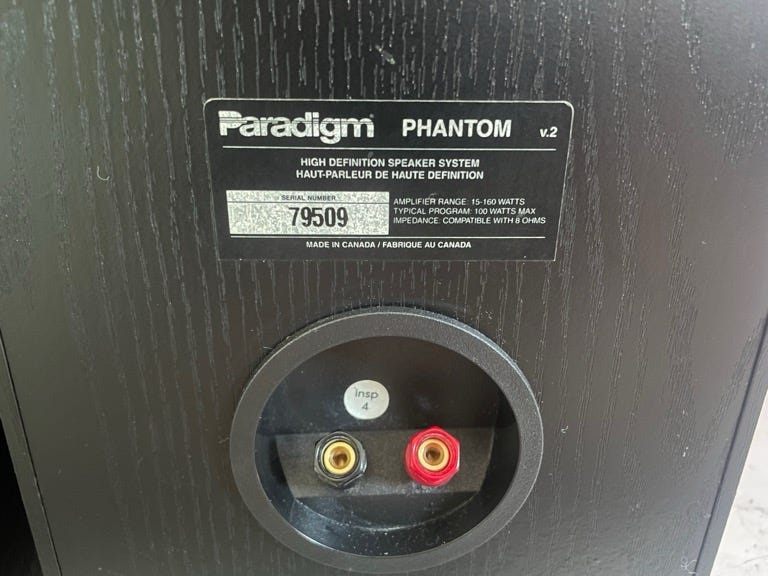 Paradigm PHANTOM v.2
HIGH DEFINITION SPEAKER SYSTEM
HAUT-PARLEUR DE HAUTE DEFINITION
SERIAL NUMBER
79509
AMPLIFIER RANGE: 15-160 WATTS
TYPICAL PROGRAM: 100 WATTS MAX
IMPEDANCE: COMPATIBLE WITH 8 OHMS
MADE IN CANADA / FABRIQUE AU CANADA
insp
4